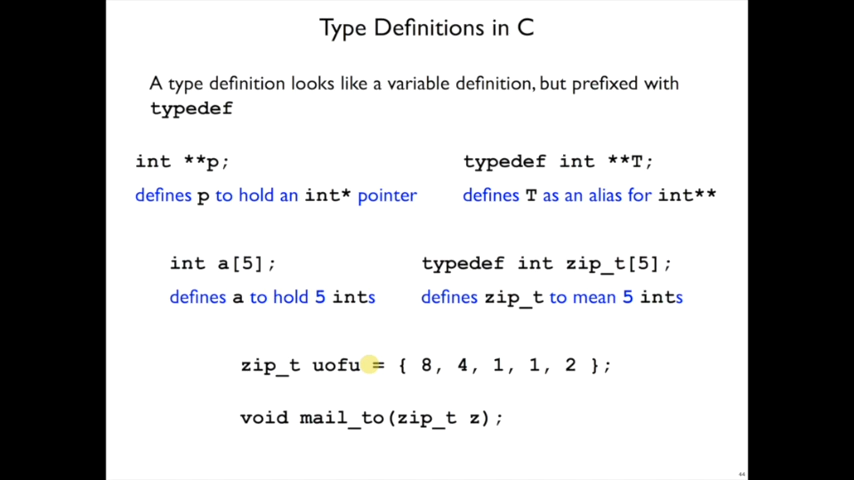 Type Definitions in C
A type definition looks like a variable definition, but prefixed with
typedef
int **p;
typedef int **T;
defines p to hold an int* pointer
defines T as an alias for int**
int a[5];
typedef int zip_t[5];
defines a to hold 5 ints
defines zip_t to mean 5 ints
zip_t uofu = { 8, 4, 1, 1, 2 };
void mail_to(zip_t z);
44